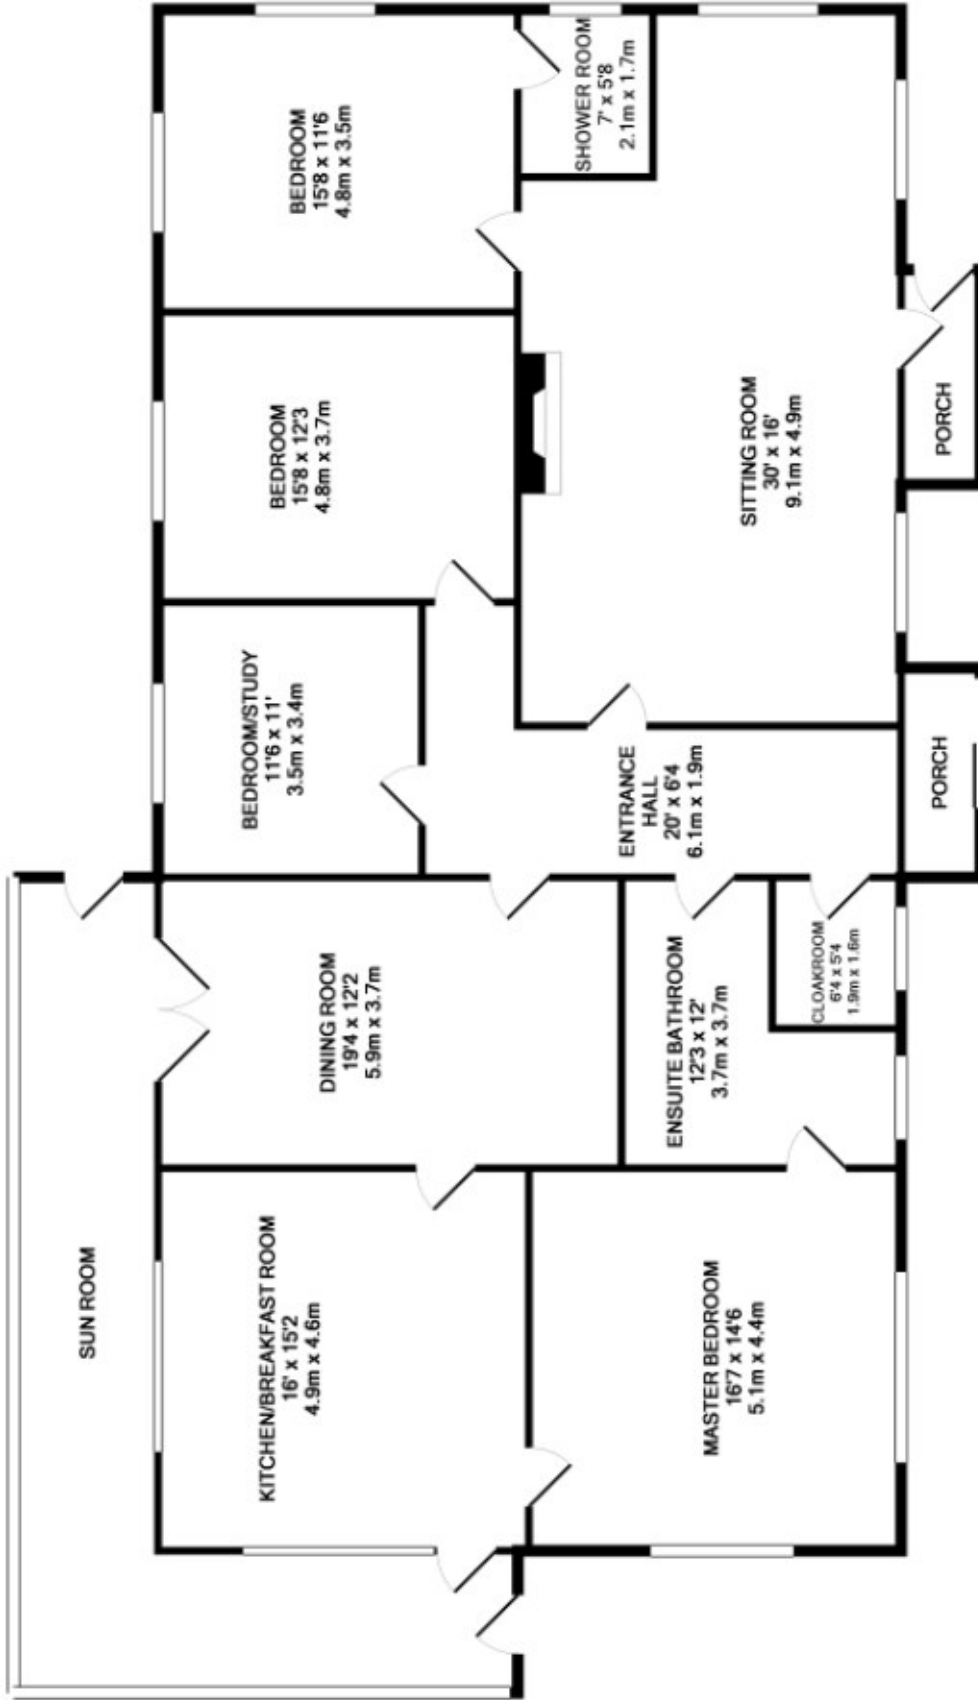 SUN ROOM
KITCHEN/BREAKFAST ROOM
16' x 15'2
4.9m x 4.6m
DINING ROOM
19'4 x 12'2
5.9m x 3.7m
BEDROOM/STUDY
11'6 x 11'
3.5m x 3.4m
BEDROOM
15'8 x 12'3
4.8m x 3.7m
BEDROOM
15'8 x 11'6
4.8m x 3.5m
SHOWER ROOM
7' x 5'8
2.1m x 1.7m
MASTER BEDROOM
16'7 x 14'6
5.1m x 4.4m
ENSUITE BATHROOM
12'3 x 12'
3.7m x 3.7m
CLOAKROOM
6'4 x 5'4
1.9m x 1.6m
ENTRANCE
HALL
20' x 6'4
6.1m x 1.9m
SITTING ROOM
30' x 16'
9.1m x 4.9m
PORCH
PORCH